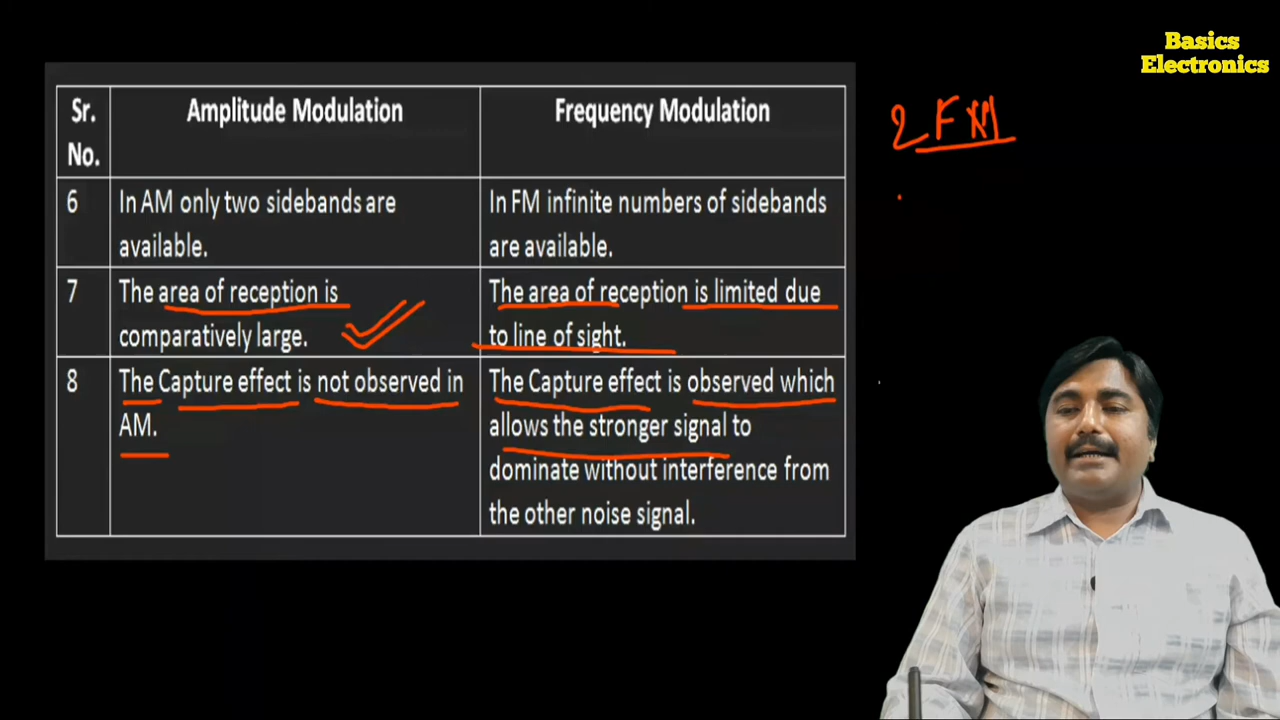 Basics
Electronics
Sr.
No.
Amplitude Modulation
Frequency Modulation
6
In AM only two sidebands are
available.
In FM infinite numbers of sidebands
are available.
7
The area of reception is
comparatively large.
The area of reception is limited due
to line of sight.
8
The Capture effect is not observed in
AM.
The Capture effect is observed which
allows the stronger signal to
dominate without interference from
the other noise signal.
2 FM